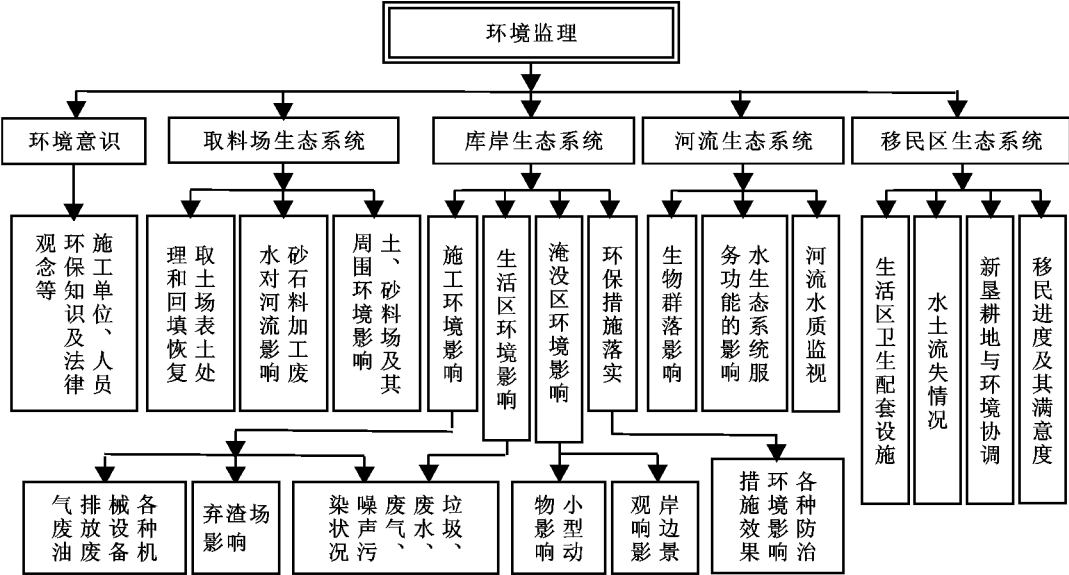 环境监理
环境意识
取料场生态系统
库岸生态系统
河流生态系统
移民区生态系统
施工单位、人员
环保知识及法律
观念等
取土场表土处
理和回填恢复
砂石料加工废
水对河流影响
土、砂料场及其
周围环境影响
施工环境影响
生活区环境影响
淹没区环境影响
环保措施落实
生物群落影响
水生态系统服
务功能的影响
河流水质监视
生活区卫生配套设施
水土流失情况
新垦耕地与环境协调
移民进度及其满意度
各种机
械设备
排放废
气废油
弃渣场
影响
垃圾、
废水、
废气、
噪声污
染状况
小型动
物影响
岸边景
观响影
各种防治
环境影响
措施效果